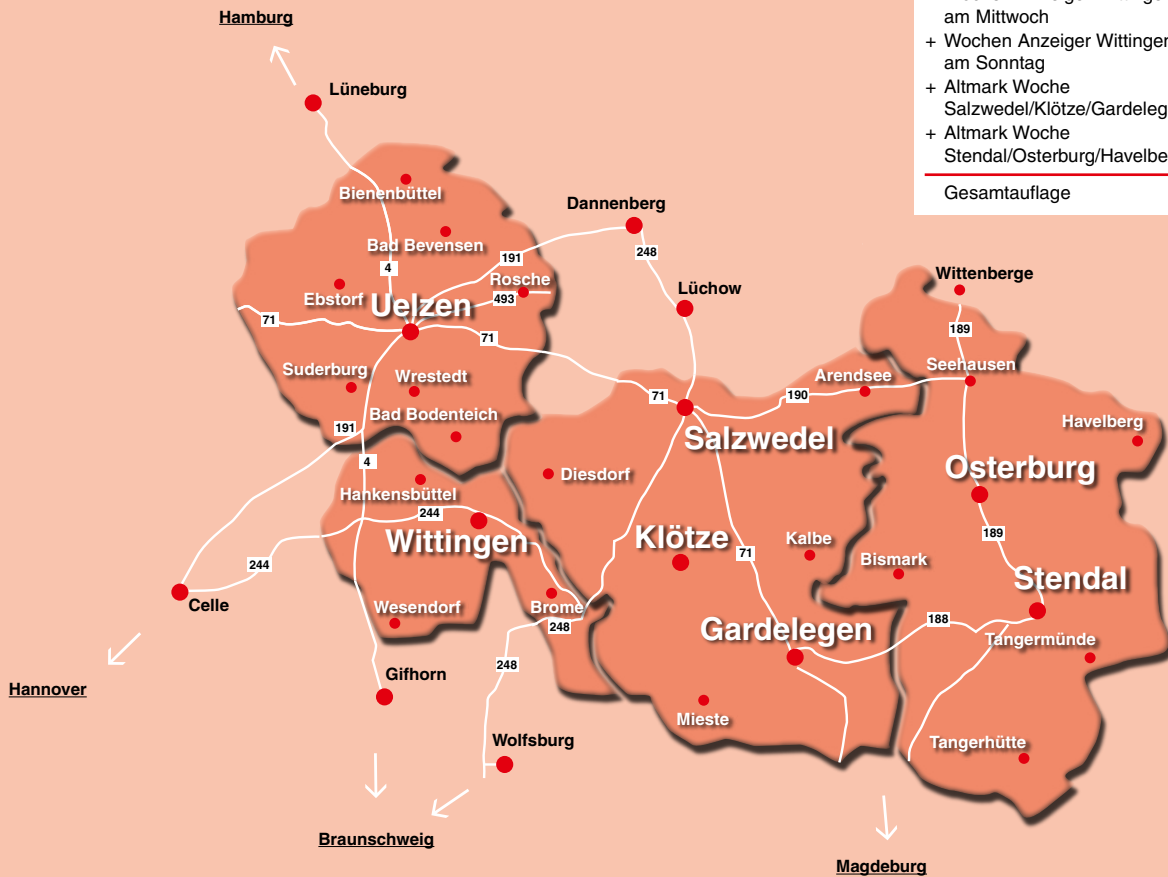 Hamburg
am Mittwoch
+ Wochen Anzeiger
am Sonntag
+ Altmark Woche
Salzwedel/Klötze/
+ Altmark Woche
Stendal/Osterburg/
Gesamtauflage
Lüneburg
Bienenbüttel
Dannenberg
Bad Bevensen
191
248
4
Rosche
Wittenberge
Ebstorf
Uelzen
493
Lüchow
71
71
189
Suderburg
Wrestedt
Arendsee
Seehausen
71
190
Bad Bodenteich
191
Salzwedel
Havelberg
4
Diesdorf
Osterburg
Hankensbüttel
244
Wittingen
Klötze
Kalbe
189
71
Bismark
244
Stendal
Celle
Wesendorf
Brome
248
Gardelegen
188
Tangermünde
248
Gifhorn
Hannover
Mieste
Wolfsburg
Tangerhütte
Braunschweig
Magdeburg